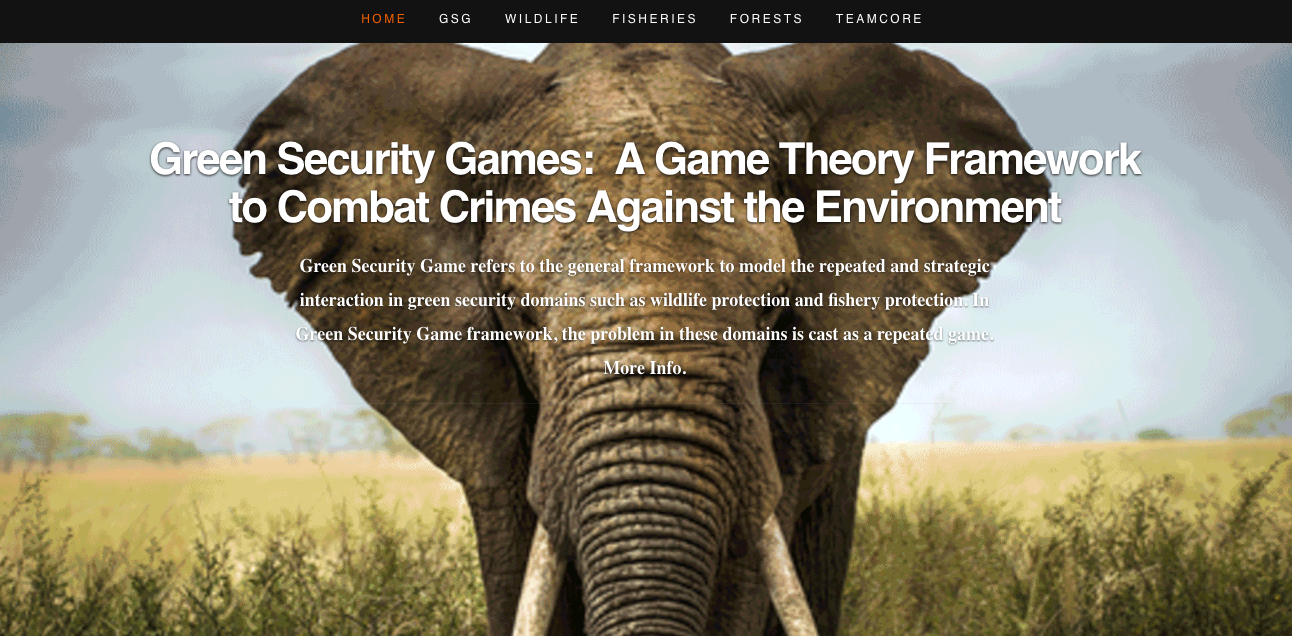 HOME GSG WILDLIFE FISHERIES FORESTS TEAMCORE
Green Security Games: A Game Theory Framework
to Combat Crimes Against the Environment
Green Security Game refers to the general framework to model the repeated and strategic
interaction in green security domains such as wildlife protection and fishery protection. In
Green Security Game framework, the problem in these domains is cast as a repeated game.
More Info.